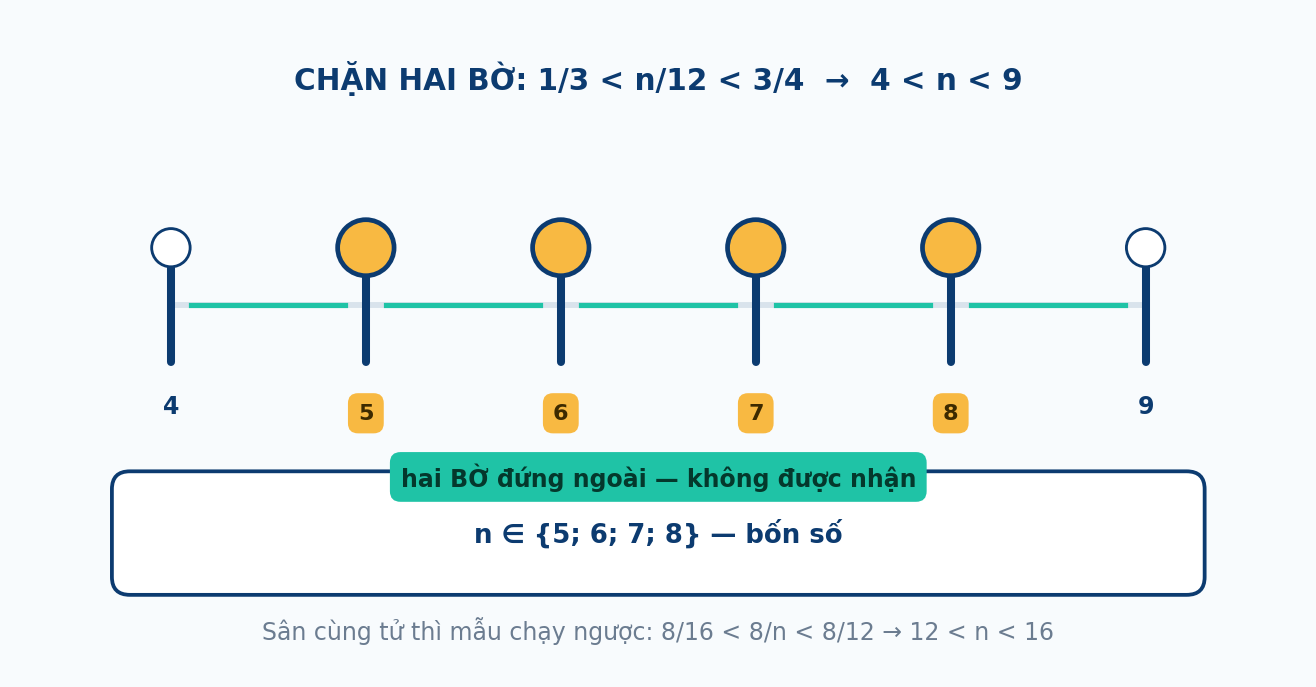 CHẶN HAI BỜ: 1/3 < n/12 < 3/4 → 4 < n < 9
4 5 6 7 8 9
hai BỜ đứng ngoài — không được nhận
n ∈ {5; 6; 7; 8} — bốn số
Sân cùng tử thì mẫu chạy ngược: 8/16 < 8/n < 8/12 → 12 < n < 16